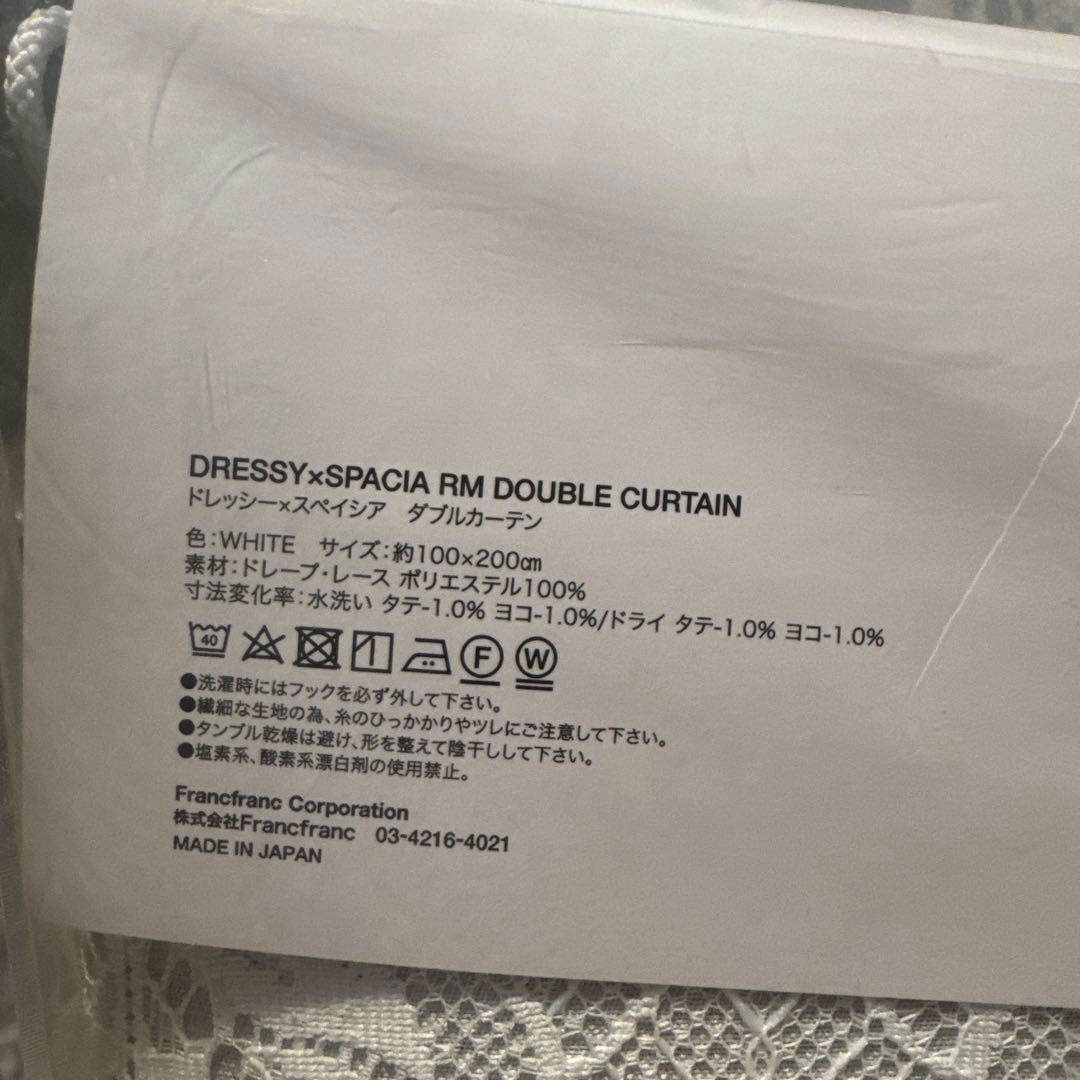 DRESSY×SPACIA RM DOUBLE CURTAIN
ドレッシー×スペイシア　ダブルカーテン
色：WHITE　サイズ：約100×200㎝
素材：ドレープ・レース ポリエステル100%
寸法変化率：水洗い タテ-1.0% ヨコ-1.0%/ドライ タテ-1.0% ヨコ-1.0%
40 F W
●洗濯時にはフックを必ず外して下さい。
●繊細な生地の為、糸のひっかかりやツレにご注意して下さい。
●タンブル乾燥は避け、形を整えて陰干しして下さい。
●塩素系、酸素系漂白剤の使用禁止。
Francfranc Corporation
株式会社Francfranc　03-4216-4021
MADE IN JAPAN